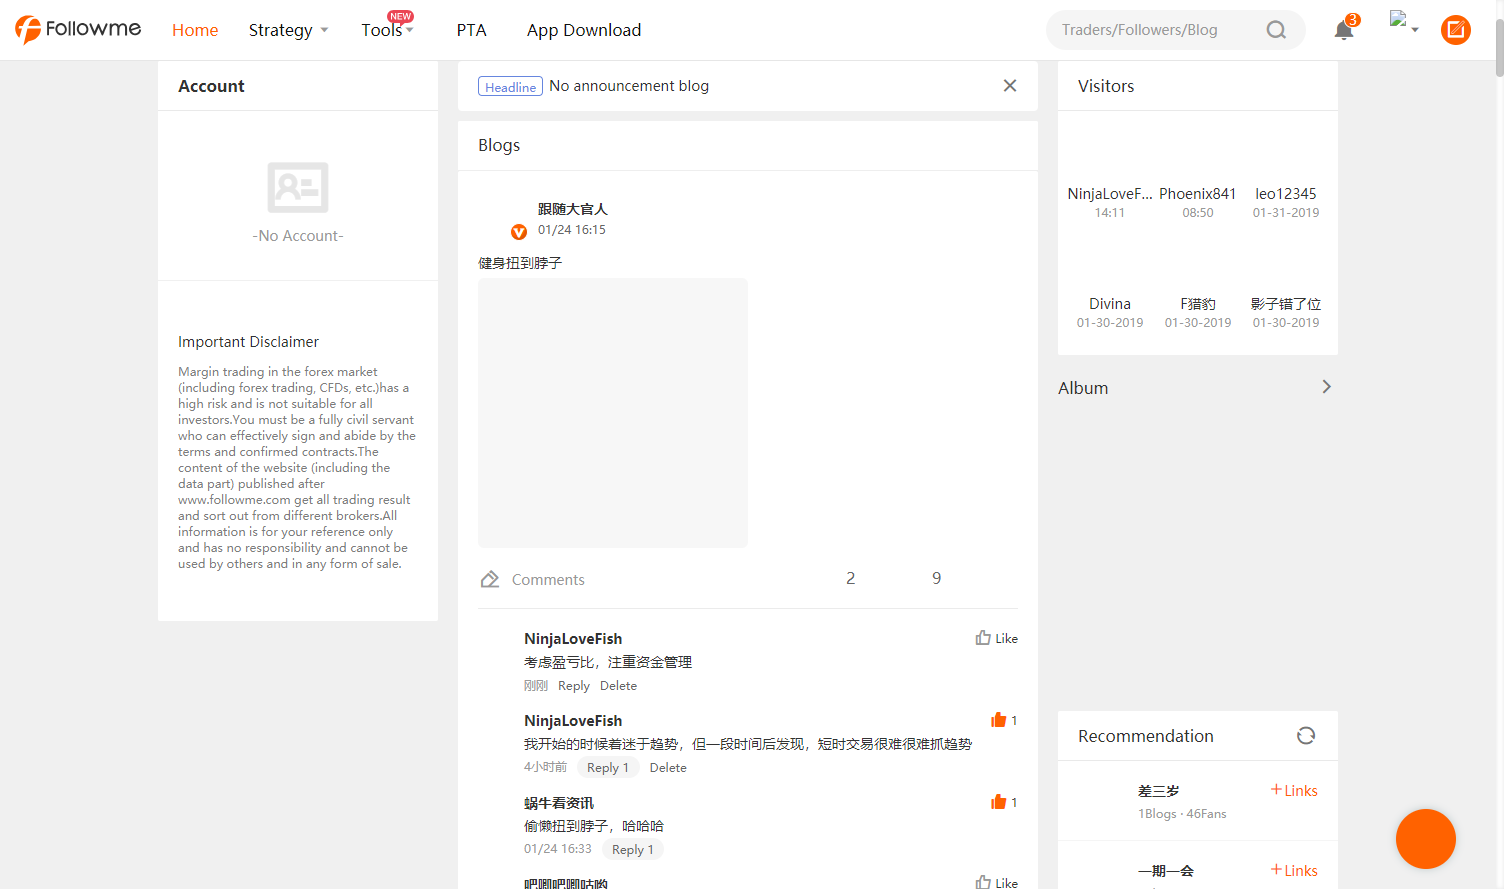 Followme
Home
Strategy
Tools
NEW
PTA
App Download
Traders/Followers/Blog
3
Account
-No Account-
Important Disclaimer
Margin trading in the forex market
(including forex trading, CFDs, etc.)has a
high risk and is not suitable for all
investors.You must be a fully civil servant
who can effectively sign and abide by the
terms and confirmed contracts.The
content of the website (including the
data part) published after
www.followme.com get all trading result
and sort out from different brokers.All
information is for your reference only
and has no responsibility and cannot be
used by others and in any form of sale.
Headline No announcement blog
Blogs
跟随大官人
01/24 16:15
健身扭到脖子
Comments 2 9
NinjaLoveFish Like
考虑盈亏比，注重资金管理
刚刚 Reply Delete
NinjaLoveFish 1
我开始的时候着迷于趋势，但一段时间后发现，短时交易很难很难抓趋势
4小时前 Reply 1 Delete
蜗牛看资讯 1
偷懒扭到脖子，哈哈哈
01/24 16:33 Reply 1
吧唧吧唧咕哟 Like
Visitors
NinjaLoveF... Phoenix841 leo12345
14:11 08:50 01-31-2019
Divina F猎豹 影子错了位
01-30-2019 01-30-2019 01-30-2019
Album
Recommendation
差三岁 +Links
1Blogs · 46Fans
一期一会 +Links